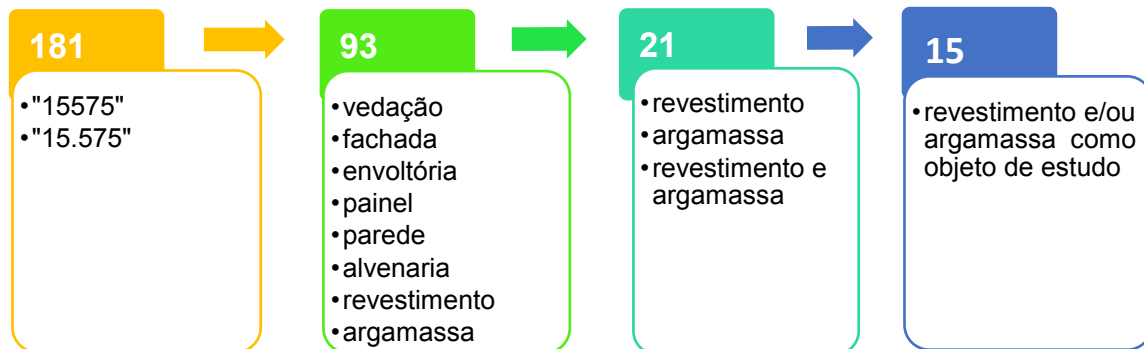 181
•"15575"
•"15.575"
93
•vedação
•fachada
•envoltória
•painel
•parede
•alvenaria
•revestimento
•argamassa
21
•revestimento
•argamassa
•revestimento e
argamassa
15
•revestimento e/ou
argamassa como
objeto de estudo